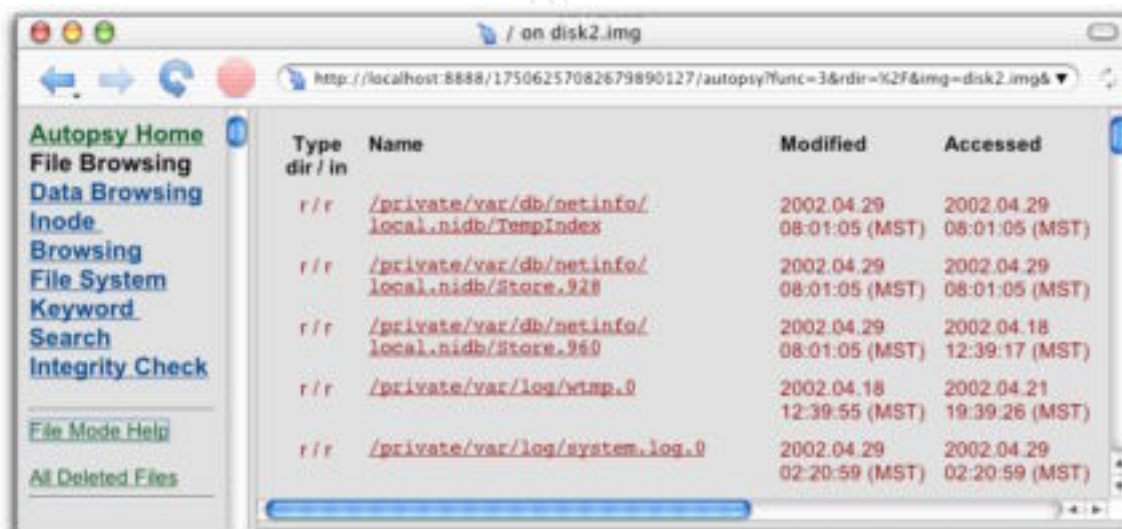 / on disk2.img
http://localhost:8888/17506257082679890127/autopsy?func=3&rdir=%2F&img=disk2.img&
Autopsy Home
File Browsing
Data Browsing
Inode
Browsing
File System
Keyword
Search
Integrity Check
File Mode Help
All Deleted Files
Type Name Modified Accessed
dir / in
r / r /private/var/db/netinfo/ 2002.04.29 2002.04.29
local.nidb/TempIndex 08:01:05 (MST) 08:01:05 (MST)
r / r /private/var/db/netinfo/ 2002.04.29 2002.04.29
local.nidb/Store.928 08:01:05 (MST) 08:01:05 (MST)
r / r /private/var/db/netinfo/ 2002.04.29 2002.04.18
local.nidb/Store.960 08:01:05 (MST) 12:39:17 (MST)
r / r /private/var/log/wtmp.0 2002.04.18 2002.04.21
12:39:55 (MST) 19:39:26 (MST)
r / r /private/var/log/system.log.0 2002.04.29 2002.04.29
02:20:59 (MST) 02:20:59 (MST)